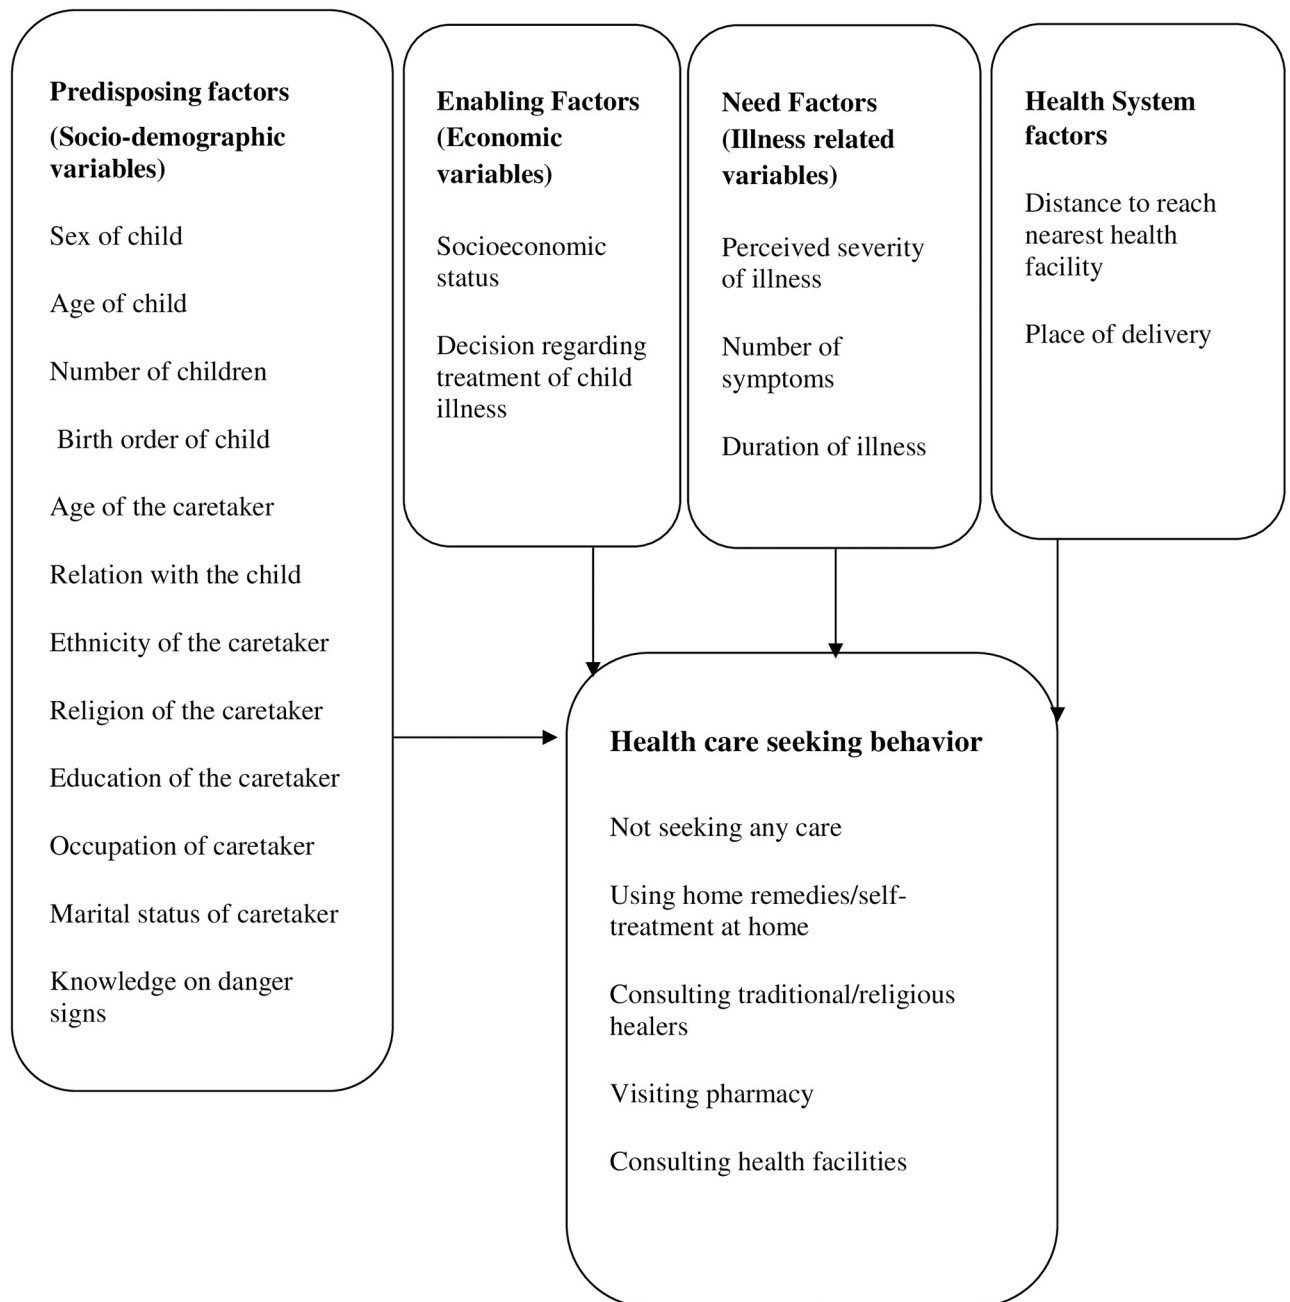 Predisposing factors
(Socio-demographic
variables)
Sex of child
Age of child
Number of children
Birth order of child
Age of the caretaker
Relation with the child
Ethnicity of the caretaker
Religion of the caretaker
Education of the caretaker
Occupation of caretaker
Marital status of caretaker
Knowledge on danger
signs
Enabling Factors
(Economic
variables)
Socioeconomic
status
Decision regarding
treatment of child
illness
Need Factors
(Illness related
variables)
Perceived severity
of illness
Number of
symptoms
Duration of illness
Health System
factors
Distance to reach
nearest health
facility
Place of delivery
Health care seeking behavior
Not seeking any care
Using home remedies/self-
treatment at home
Consulting traditional/religious
healers
Visiting pharmacy
Consulting health facilities